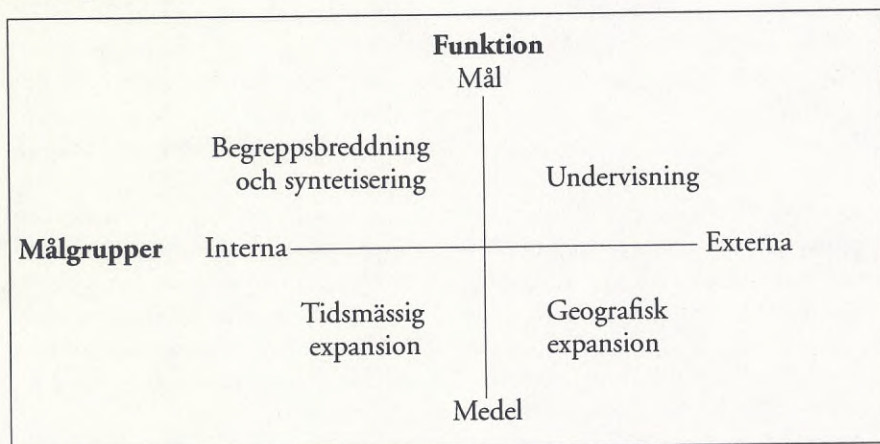 Funktion
Mål
Begreppsbreddning
och syntetisering
Undervisning
Målgrupper Interna Externa
Tidsmässig
expansion
Geografisk
expansion
Medel